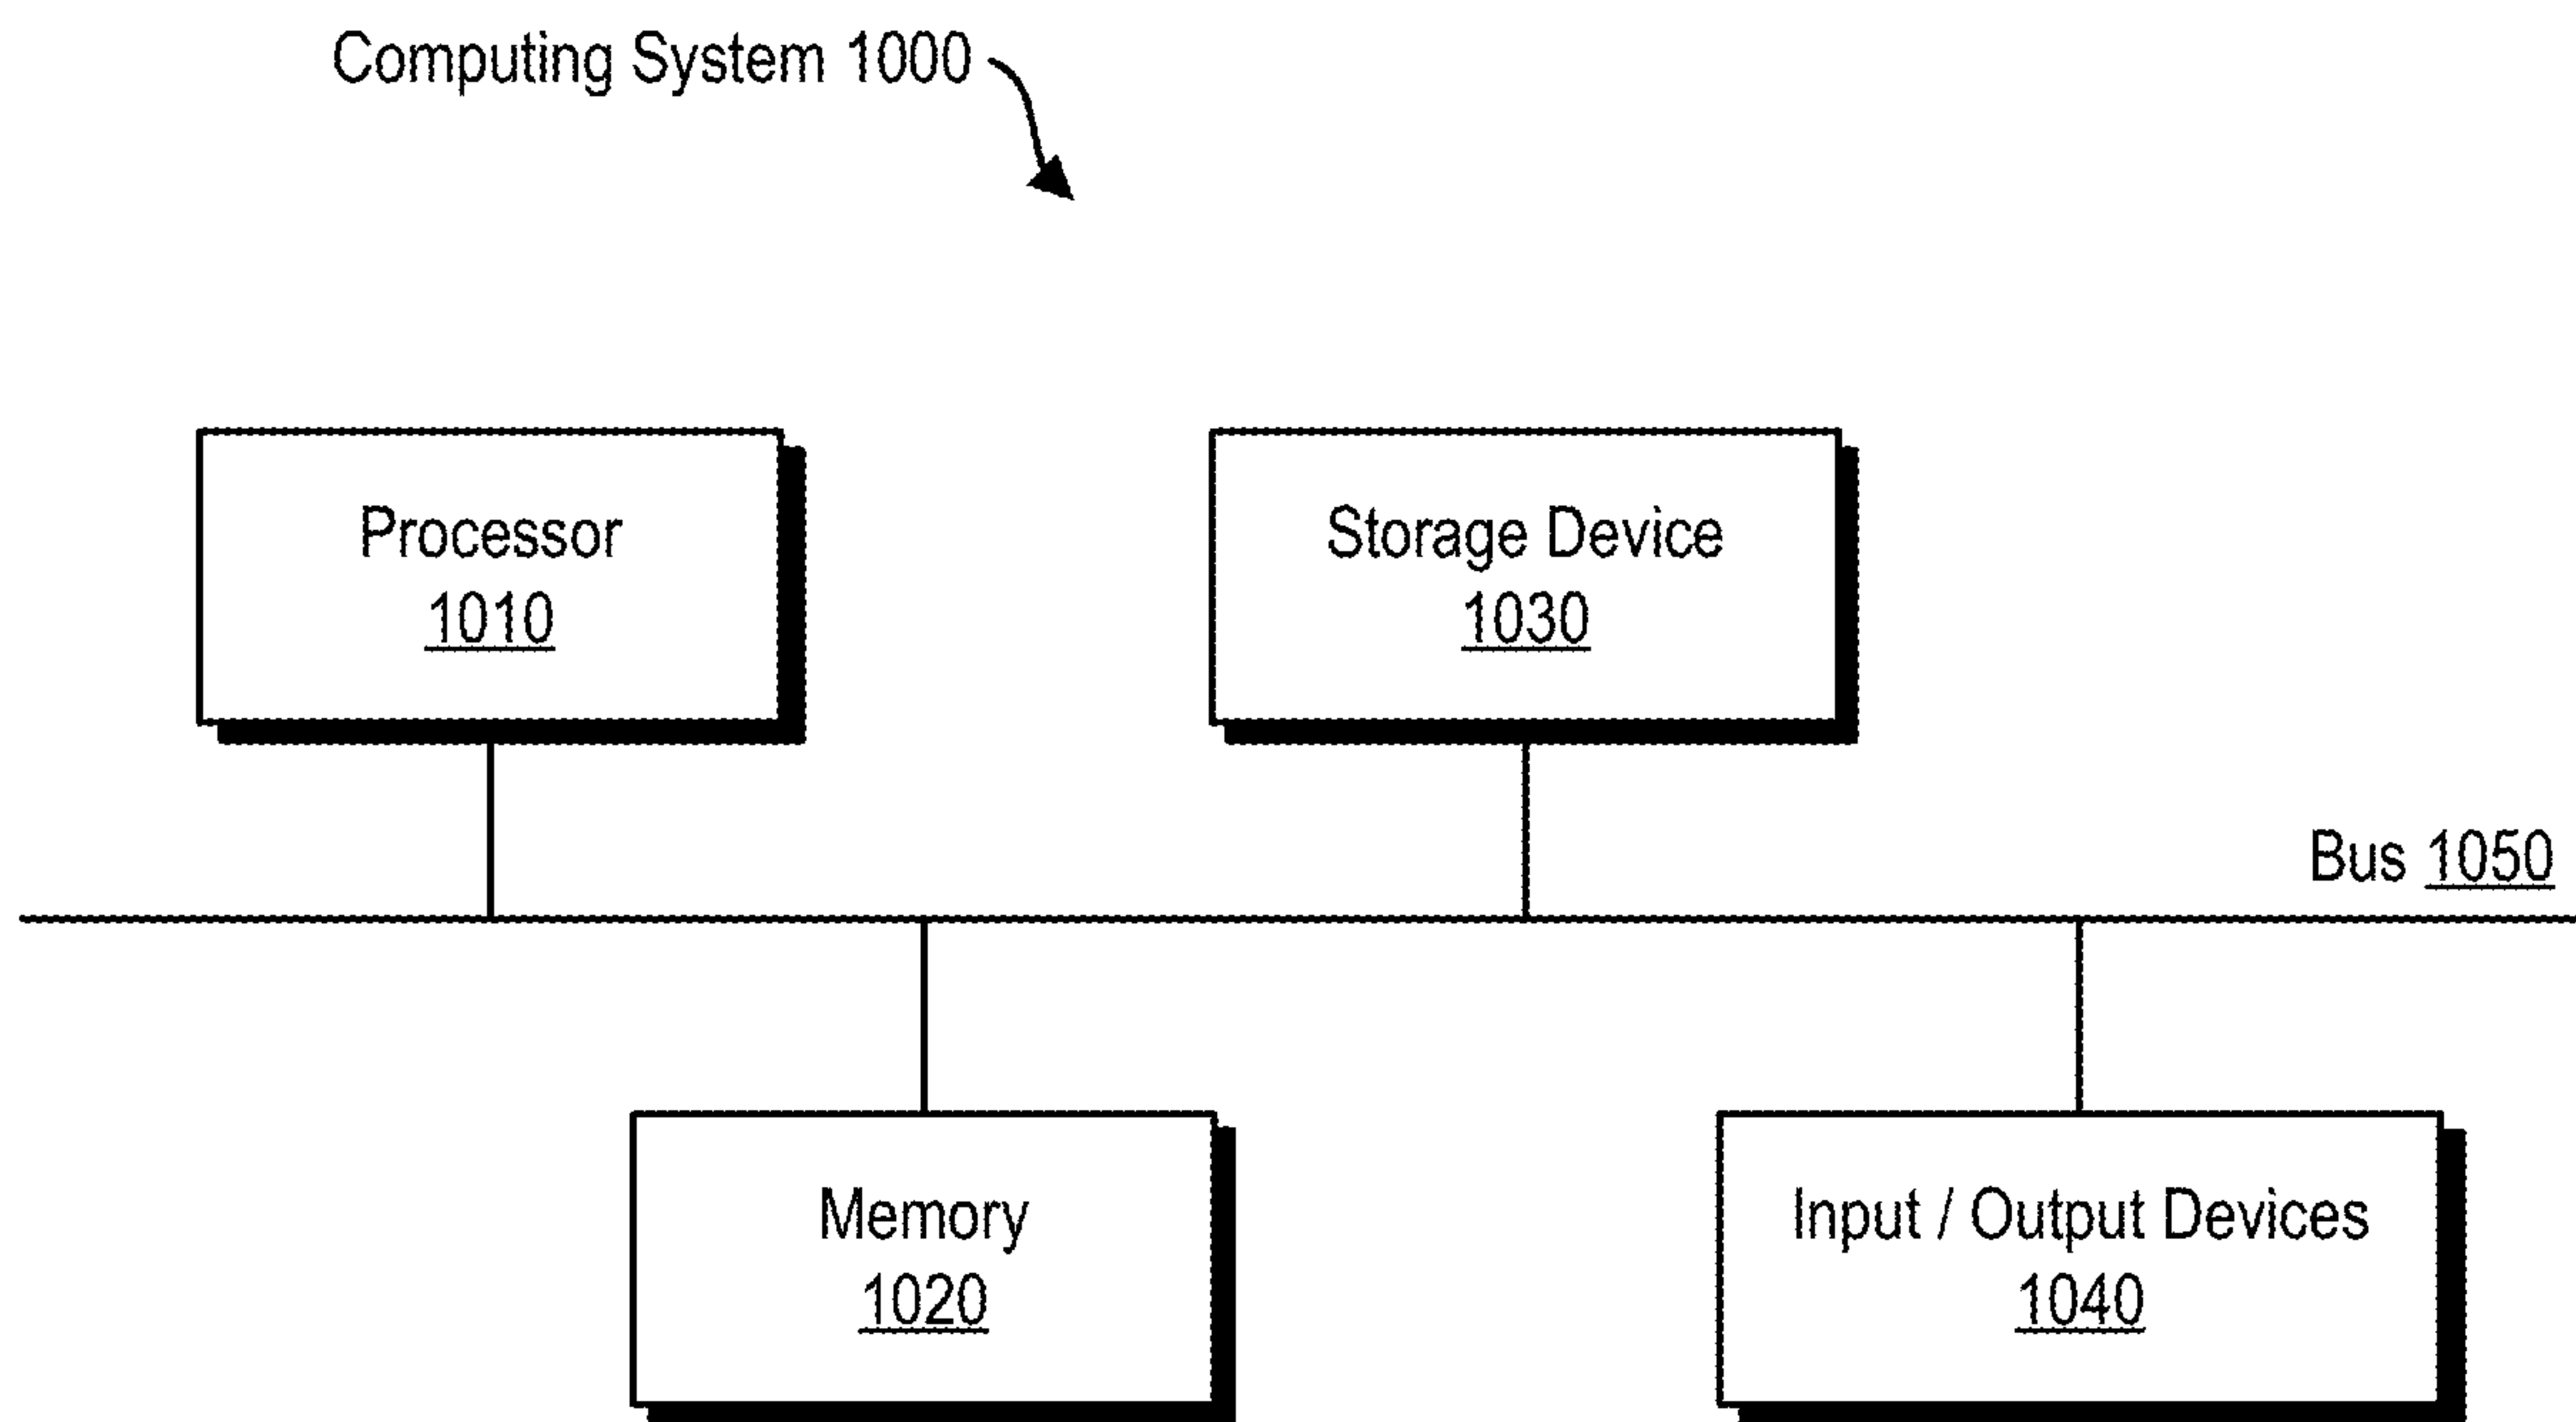 Computing System 1000
Processor
1010
Storage Device
1030
Bus 1050
Memory
1020
Input / Output Devices
1040